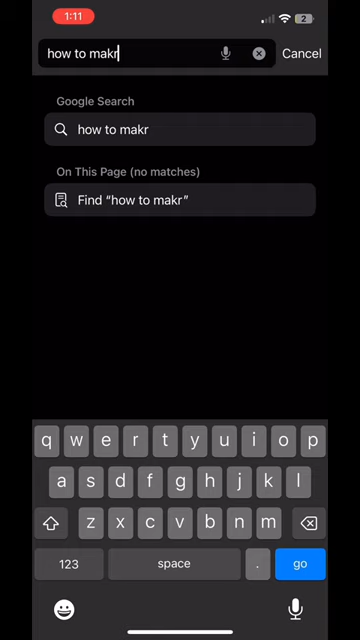 1:11
2
how to makr
Cancel
Google Search
how to makr
On This Page (no matches)
Find “how to makr”
q w e r t y u i o p
a s d f g h j k l
z x c v b n m
123 space . go